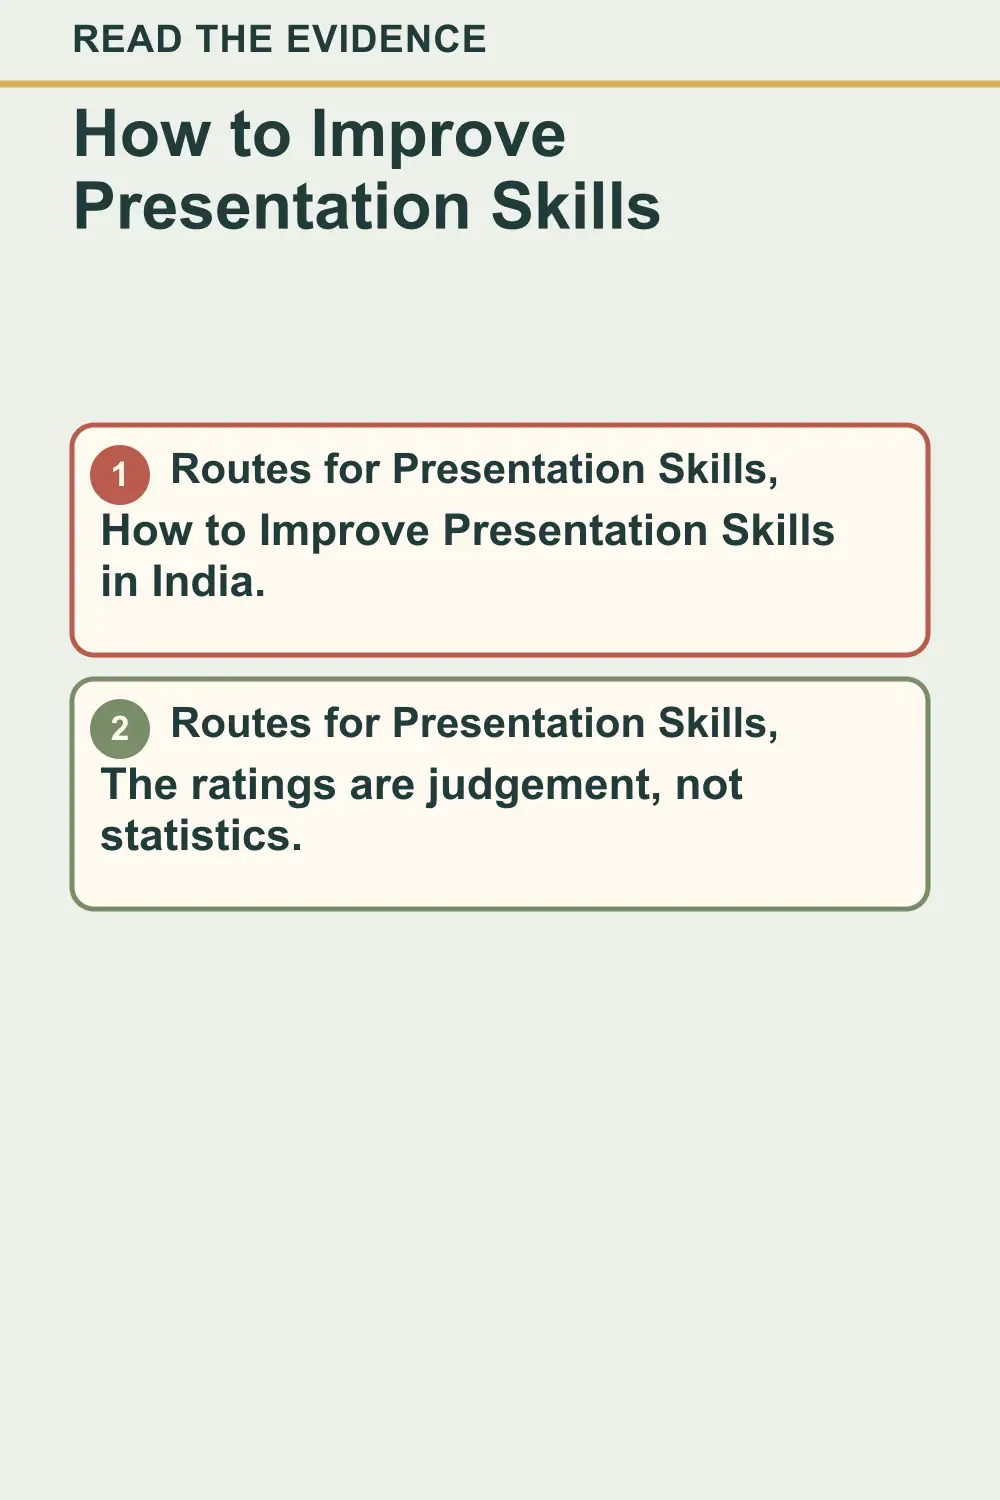 READ THE EVIDENCE
How to Improve
Presentation Skills
1
Routes for Presentation Skills,
How to Improve Presentation Skills
in India.
2
Routes for Presentation Skills,
The ratings are judgement, not
statistics.